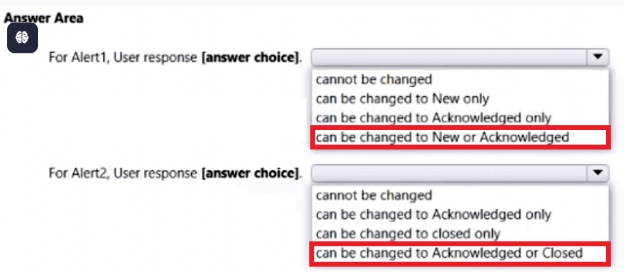 Answer Area
For Alert1, User response [answer choice].
cannot be changed
can be changed to New only
can be changed to Acknowledged only
can be changed to New or Acknowledged
For Alert2, User response [answer choice].
cannot be changed
can be changed to Acknowledged only
can be changed to closed only
can be changed to Acknowledged or Closed